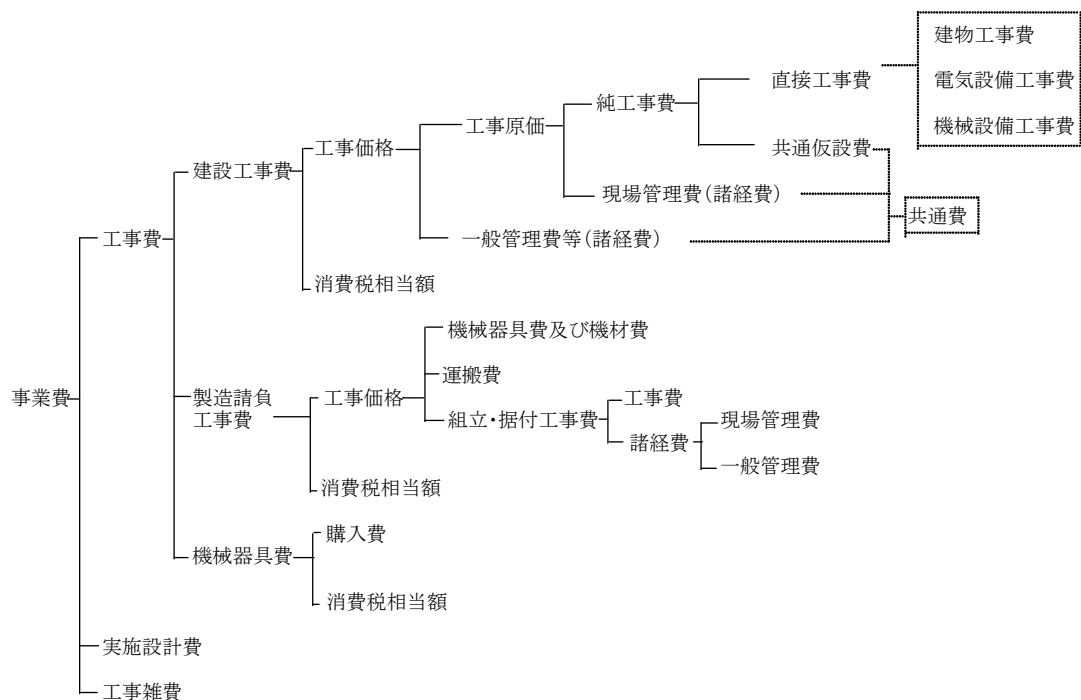 建物工事費
直接工事費
電気設備工事費
純工事費
工事原価
機械設備工事費
工事価格
共通仮設費
建設工事費
現場管理費(諸経費)
共通費
工事費
一般管理費等(諸経費)
消費税相当額
機械器具費及び機材費
運搬費
事業費
製造請負
工事費
工事価格
工事費
組立・据付工事費
現場管理費
諸経費
一般管理費
消費税相当額
購入費
機械器具費
消費税相当額
実施設計費
工事雑費